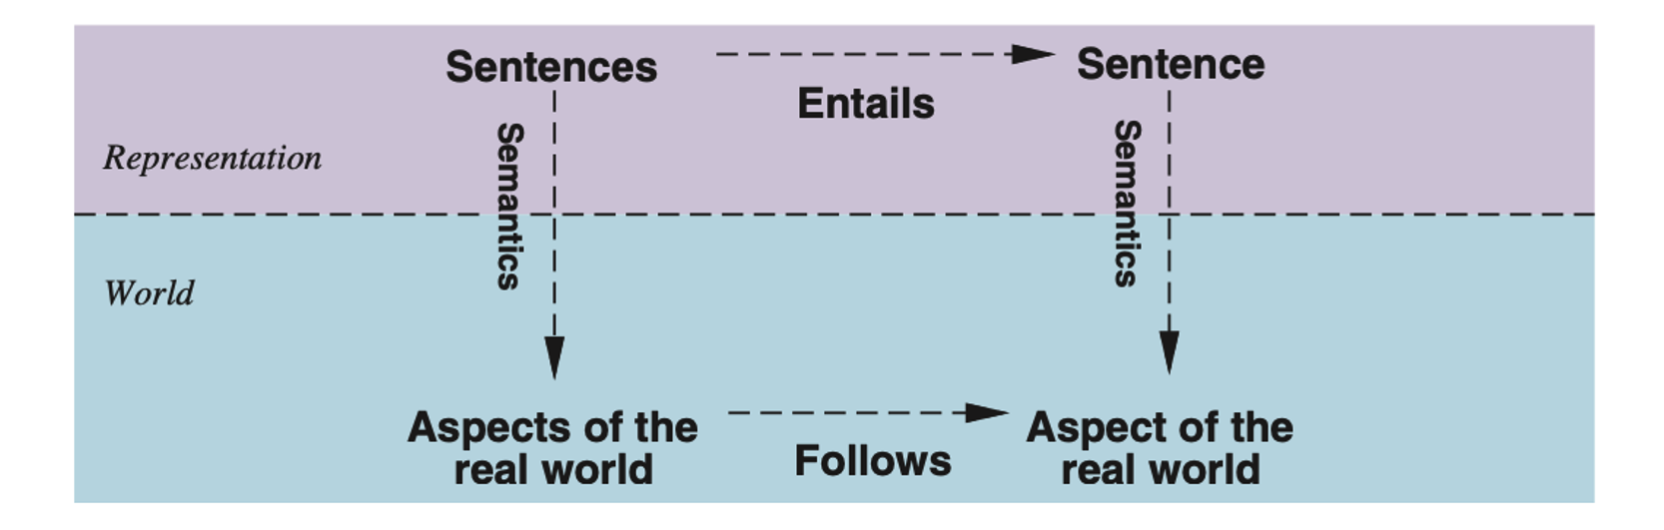 Sentences
Sentence
Entails
Semantics
Semantics
Representation
World
Aspects of the
real world
Follows
Aspect of the
real world